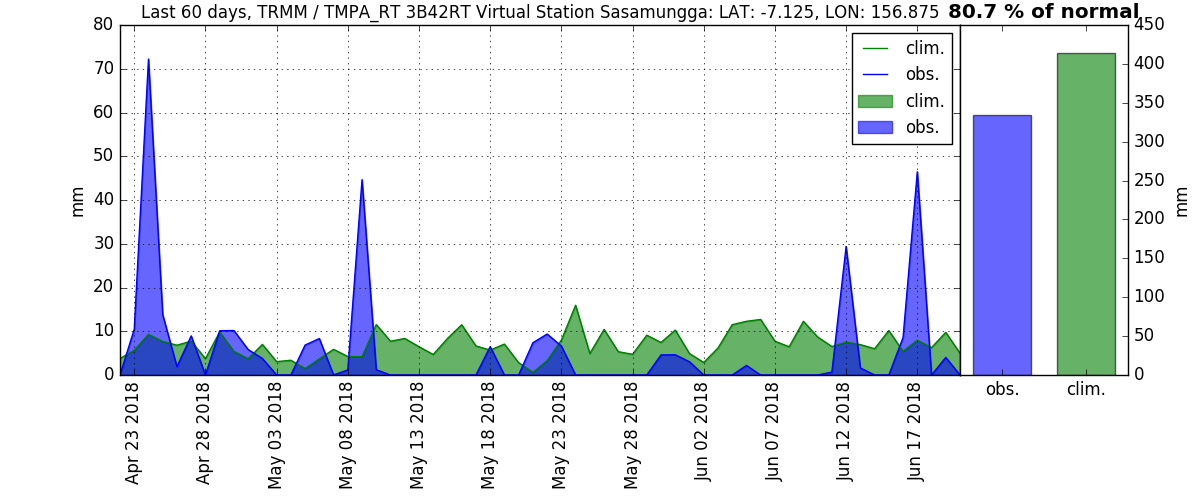 Last 60 days, TRMM / TMPA_RT 3B42RT Virtual Station Sasamungga: LAT: -7.125, LON: 156.875 80.7 % of normal
80
70
60
50
40
30
20
10
0
mm
clim.
obs.
clim.
obs.
450
400
350
300
250
200
150
100
50
0
mm
obs.
clim.
Apr 23 2018
Apr 28 2018
May 03 2018
May 08 2018
May 13 2018
May 18 2018
May 23 2018
May 28 2018
Jun 02 2018
Jun 07 2018
Jun 12 2018
Jun 17 2018